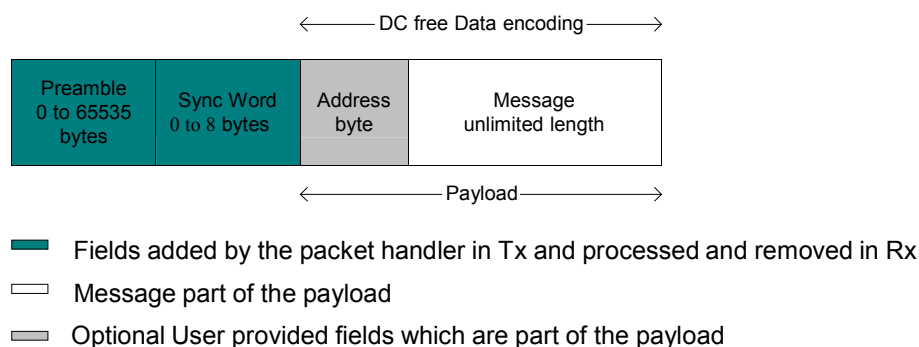 DC free Data encoding
Preamble
0 to 65535
bytes
Sync Word
0 to 8 bytes
Address
byte
Message
unlimited length
Payload
Fields added by the packet handler in Tx and processed and removed in Rx
Message part of the payload
Optional User provided fields which are part of the payload